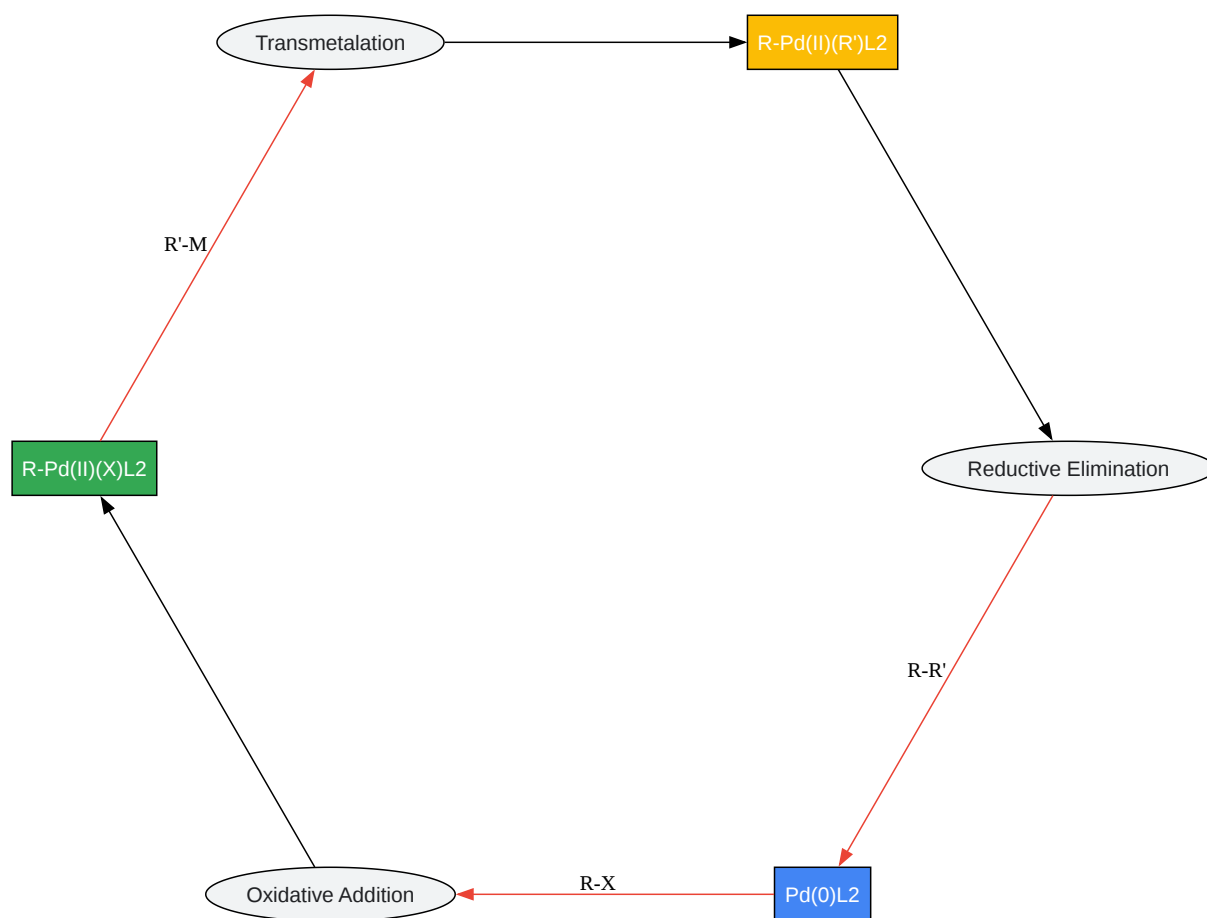 Transmetalation
R-Pd(II)(R')L2
R'-M
R-Pd(II)(X)L2
Reductive Elimination
R-R'
R-X
Oxidative Addition
Pd(0)L2